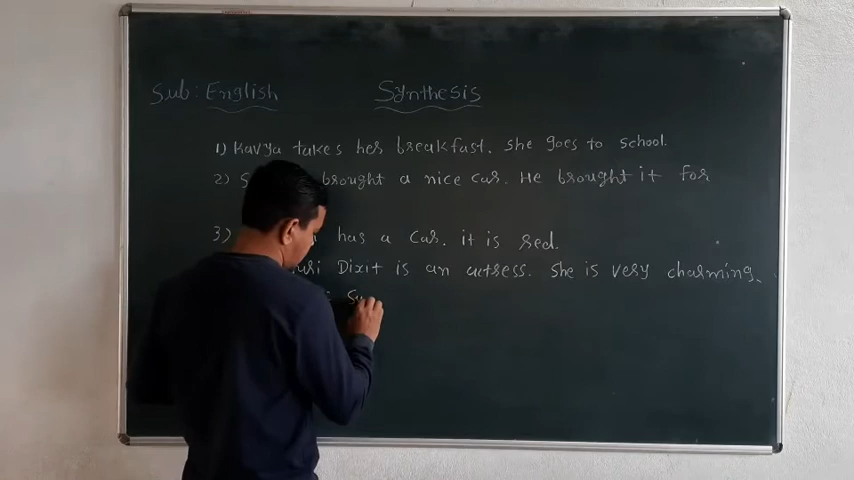 Sub: English Synthesis
1) Kavya takes her breakfast. She goes to school.
2) brought a nice car. He brought it for
3) has a car. it is red.
Dixit is an actress. She is very charming.